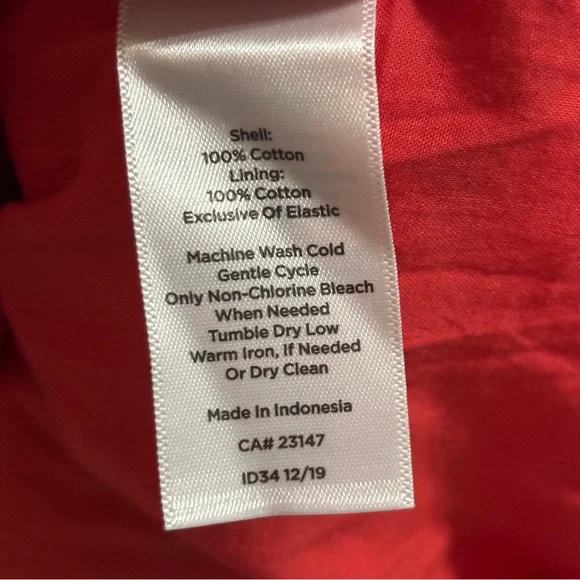 Shell:
100% Cotton
Lining:
100% Cotton
Exclusive Of Elastic
Machine Wash Cold
Gentle Cycle
Only Non-Chlorine Bleach
When Needed
Tumble Dry Low
Warm Iron, If Needed
Or Dry Clean
Made In Indonesia
CA# 23147
ID34 12/19